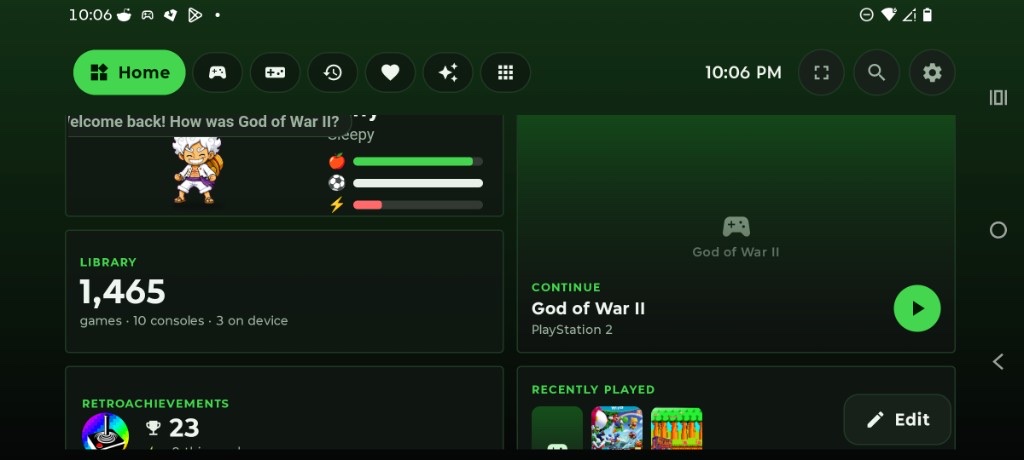 10:06
Home
10:06 PM
elcome back! How was God of War II?
Sleepy
LIBRARY
1,465
games · 10 consoles · 3 on device
God of War II
CONTINUE
God of War II
PlayStation 2
RETROACHIEVEMENTS
23
RECENTLY PLAYED
Edit